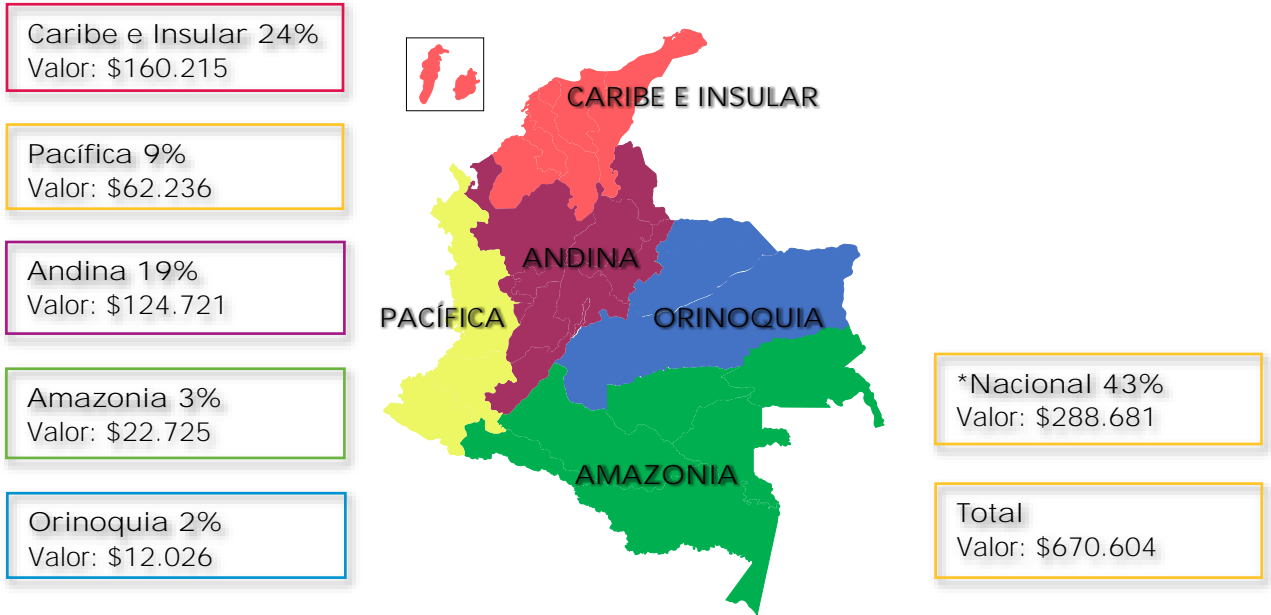 Caribe e Insular 24%
Valor: $160.215
Pacífica 9%
Valor: $62.236
Andina 19%
Valor: $124.721
Amazonia 3%
Valor: $22.725
Orinoquia 2%
Valor: $12.026
CARIBE E INSULAR
ANDINA
PACÍFICA
ORINOQUIA
AMAZONIA
*Nacional 43%
Valor: $288.681
Total
Valor: $670.604